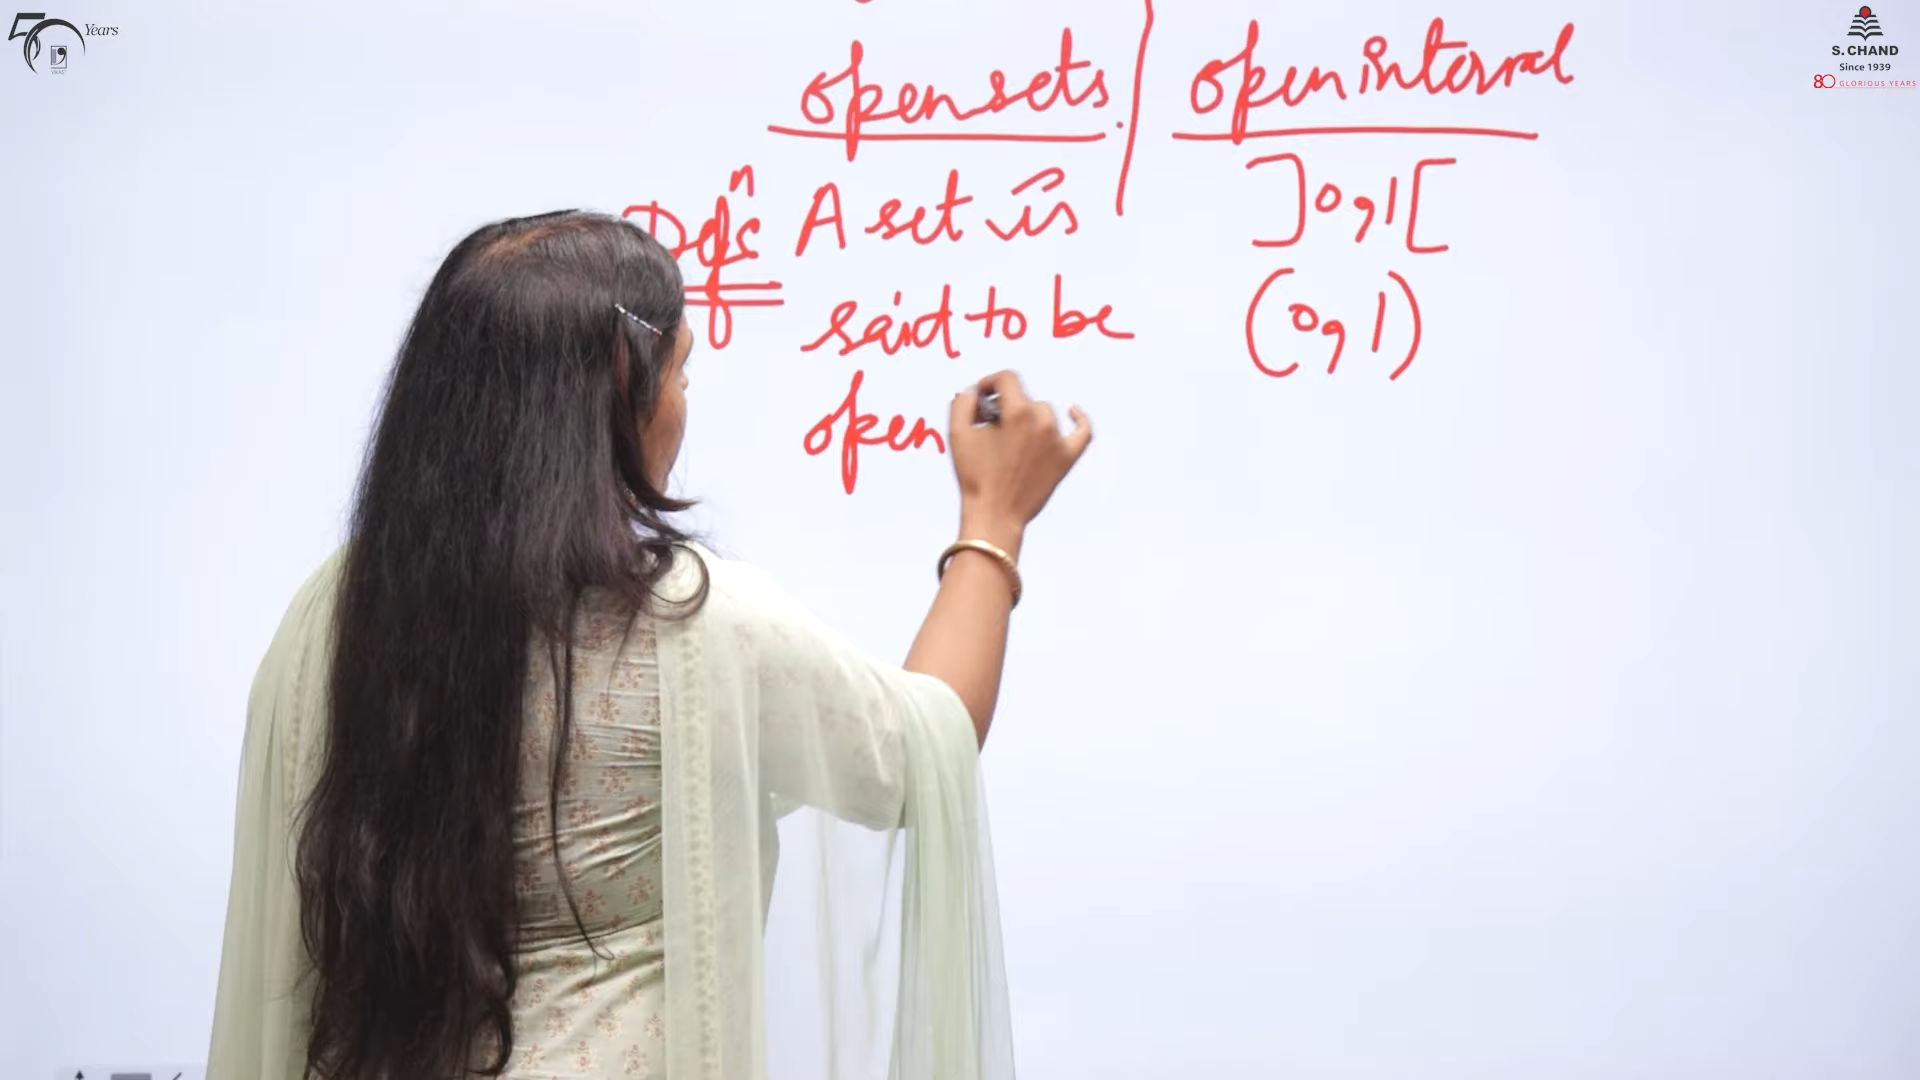 50 Years
VIKAS
S. CHAND
Since 1939
80 GLORIOUS YEARS
open sets
Defn: A set is
said to be
open
open interval
]0,1[
(0,1)